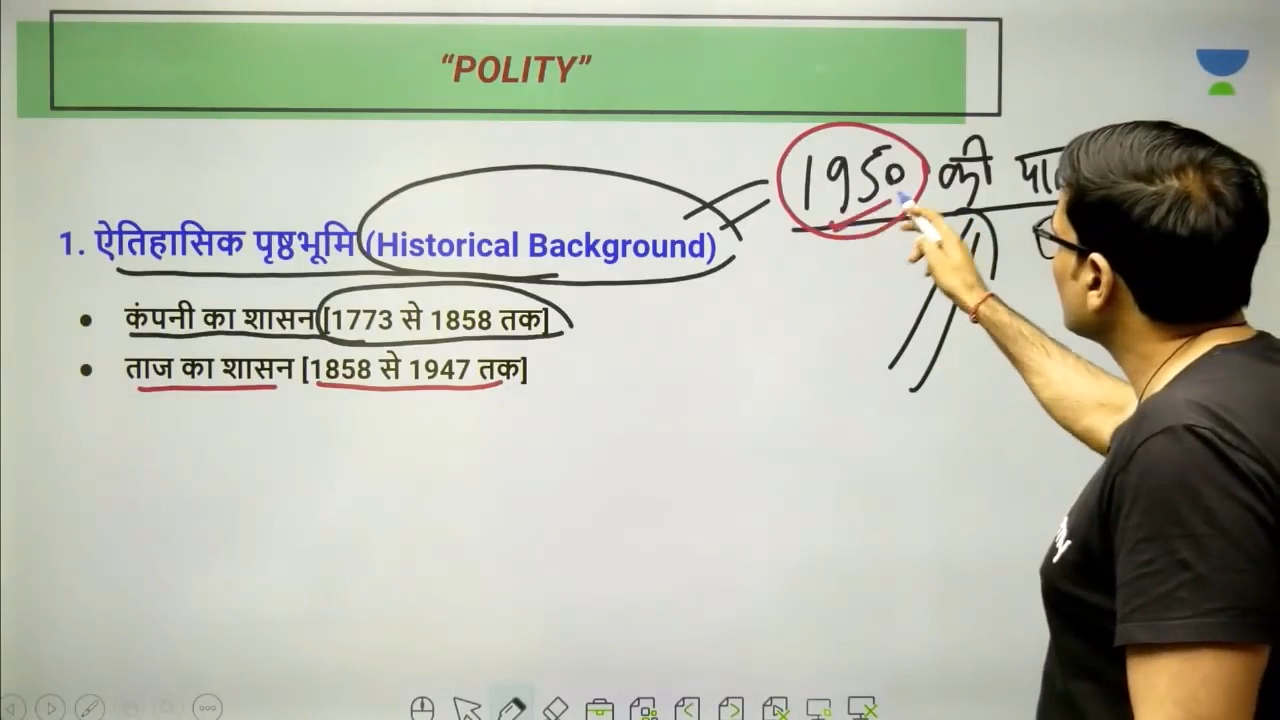 “POLITY”
1950 की
1. ऐतिहासिक पृष्ठभूमि (Historical Background)
• कंपनी का शासन [1773 से 1858 तक]
• ताज का शासन [1858 से 1947 तक]